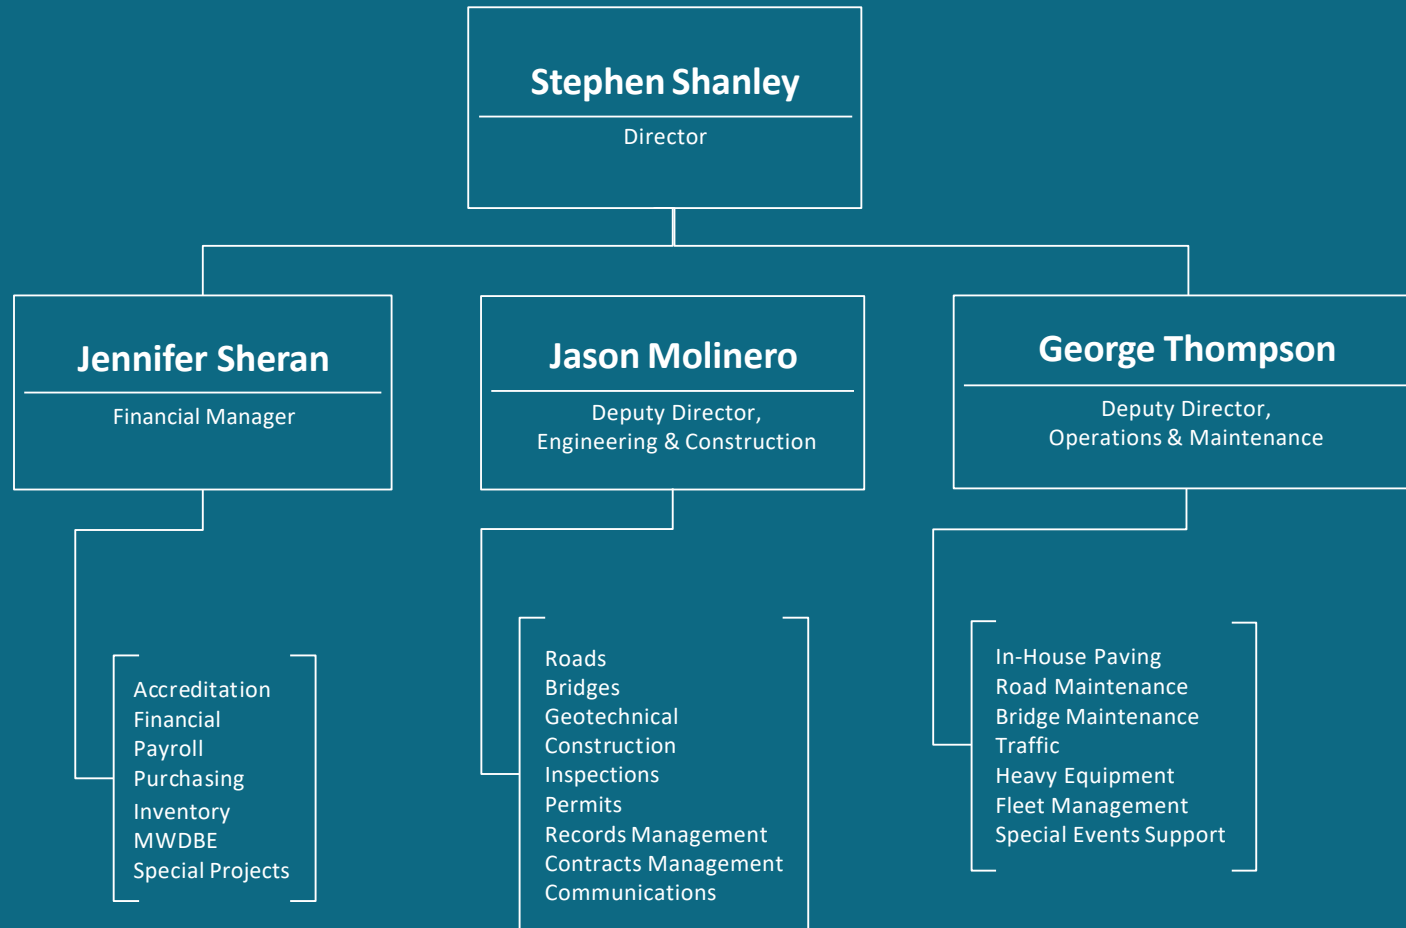 Stephen Shanley
Director
Jennifer Sheran
Financial Manager
Jason Molinero
Deputy Director,
Engineering & Construction
George Thompson
Deputy Director,
Operations & Maintenance
Accreditation
Financial
Payroll
Purchasing
Inventory
MWDBE
Special Projects
Roads
Bridges
Geotechnical
Construction
Inspections
Permits
Records Management
Contracts Management
Communications
In-House Paving
Road Maintenance
Bridge Maintenance
Traffic
Heavy Equipment
Fleet Management
Special Events Support